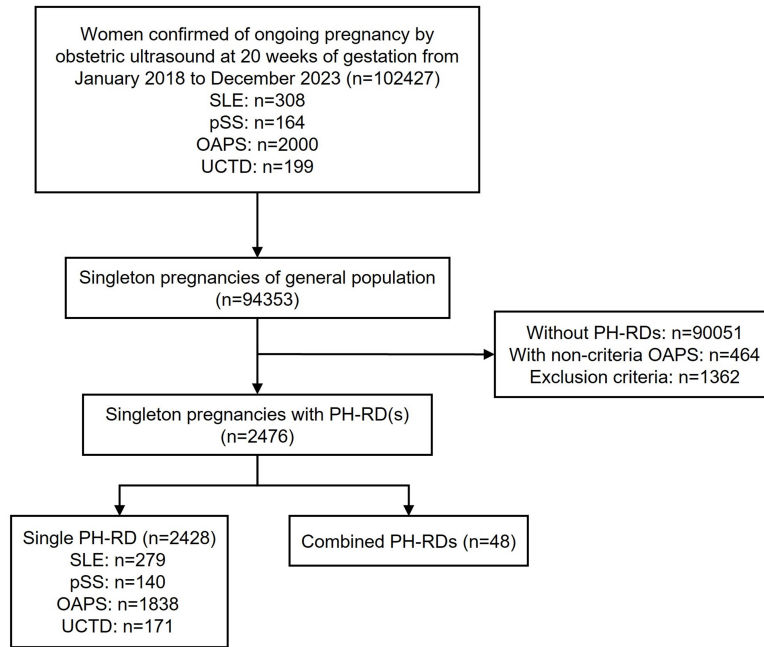 Women confirmed of ongoing pregnancy by
obstetric ultrasound at 20 weeks of gestation from
January 2018 to December 2023 (n=102427)
SLE: n=308
pSS: n=164
OAPS: n=2000
UCTD: n=199
Singleton pregnancies of general population
(n=94353)
Without PH-RDs: n=90051
With non-criteria OAPS: n=464
Exclusion criteria: n=1362
Singleton pregnancies with PH-RD(s)
(n=2476)
Single PH-RD (n=2428)
SLE: n=279
pSS: n=140
OAPS: n=1838
UCTD: n=171
Combined PH-RDs (n=48)